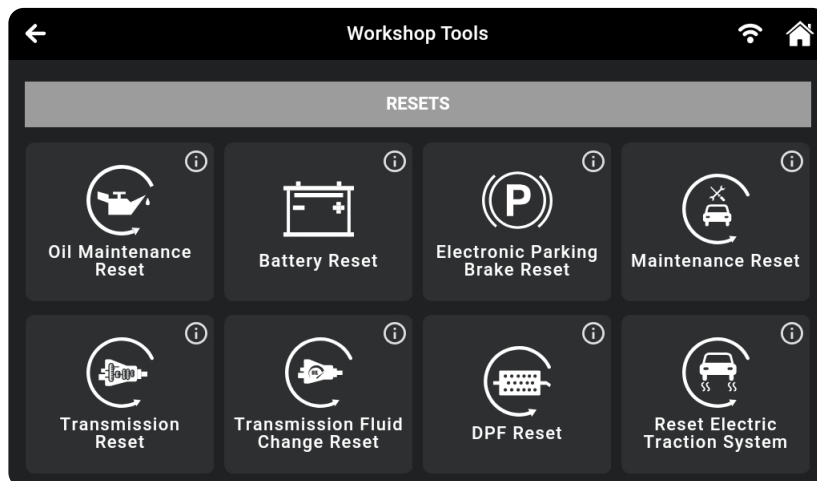 Workshop Tools
RESETS
Oil Maintenance
Reset
Battery Reset
Electronic Parking
Brake Reset
Maintenance Reset
Transmission
Reset
Transmission Fluid
Change Reset
DPF Reset
Reset Electric
Traction System